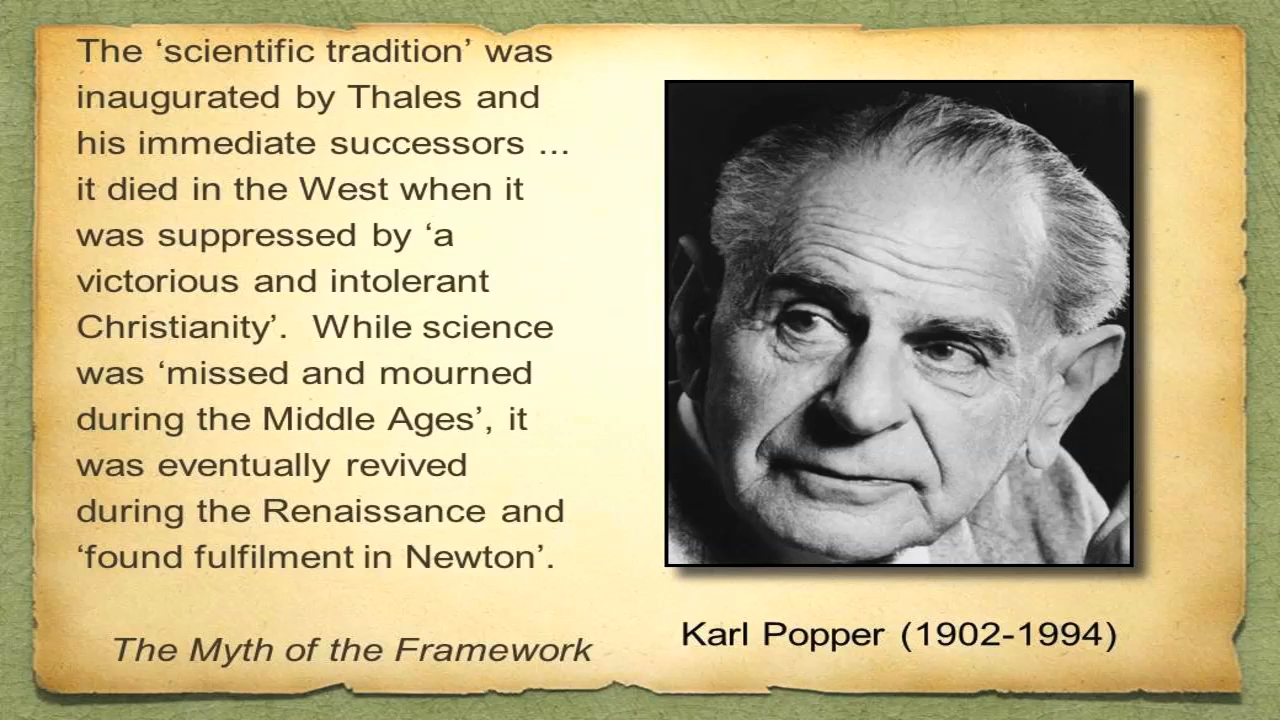 The ‘scientific tradition’ was
inaugurated by Thales and
his immediate successors ...
it died in the West when it
was suppressed by ‘a
victorious and intolerant
Christianity’.  While science
was ‘missed and mourned
during the Middle Ages’, it
was eventually revived
during the Renaissance and
‘found fulfilment in Newton’.
The Myth of the Framework
Karl Popper (1902-1994)